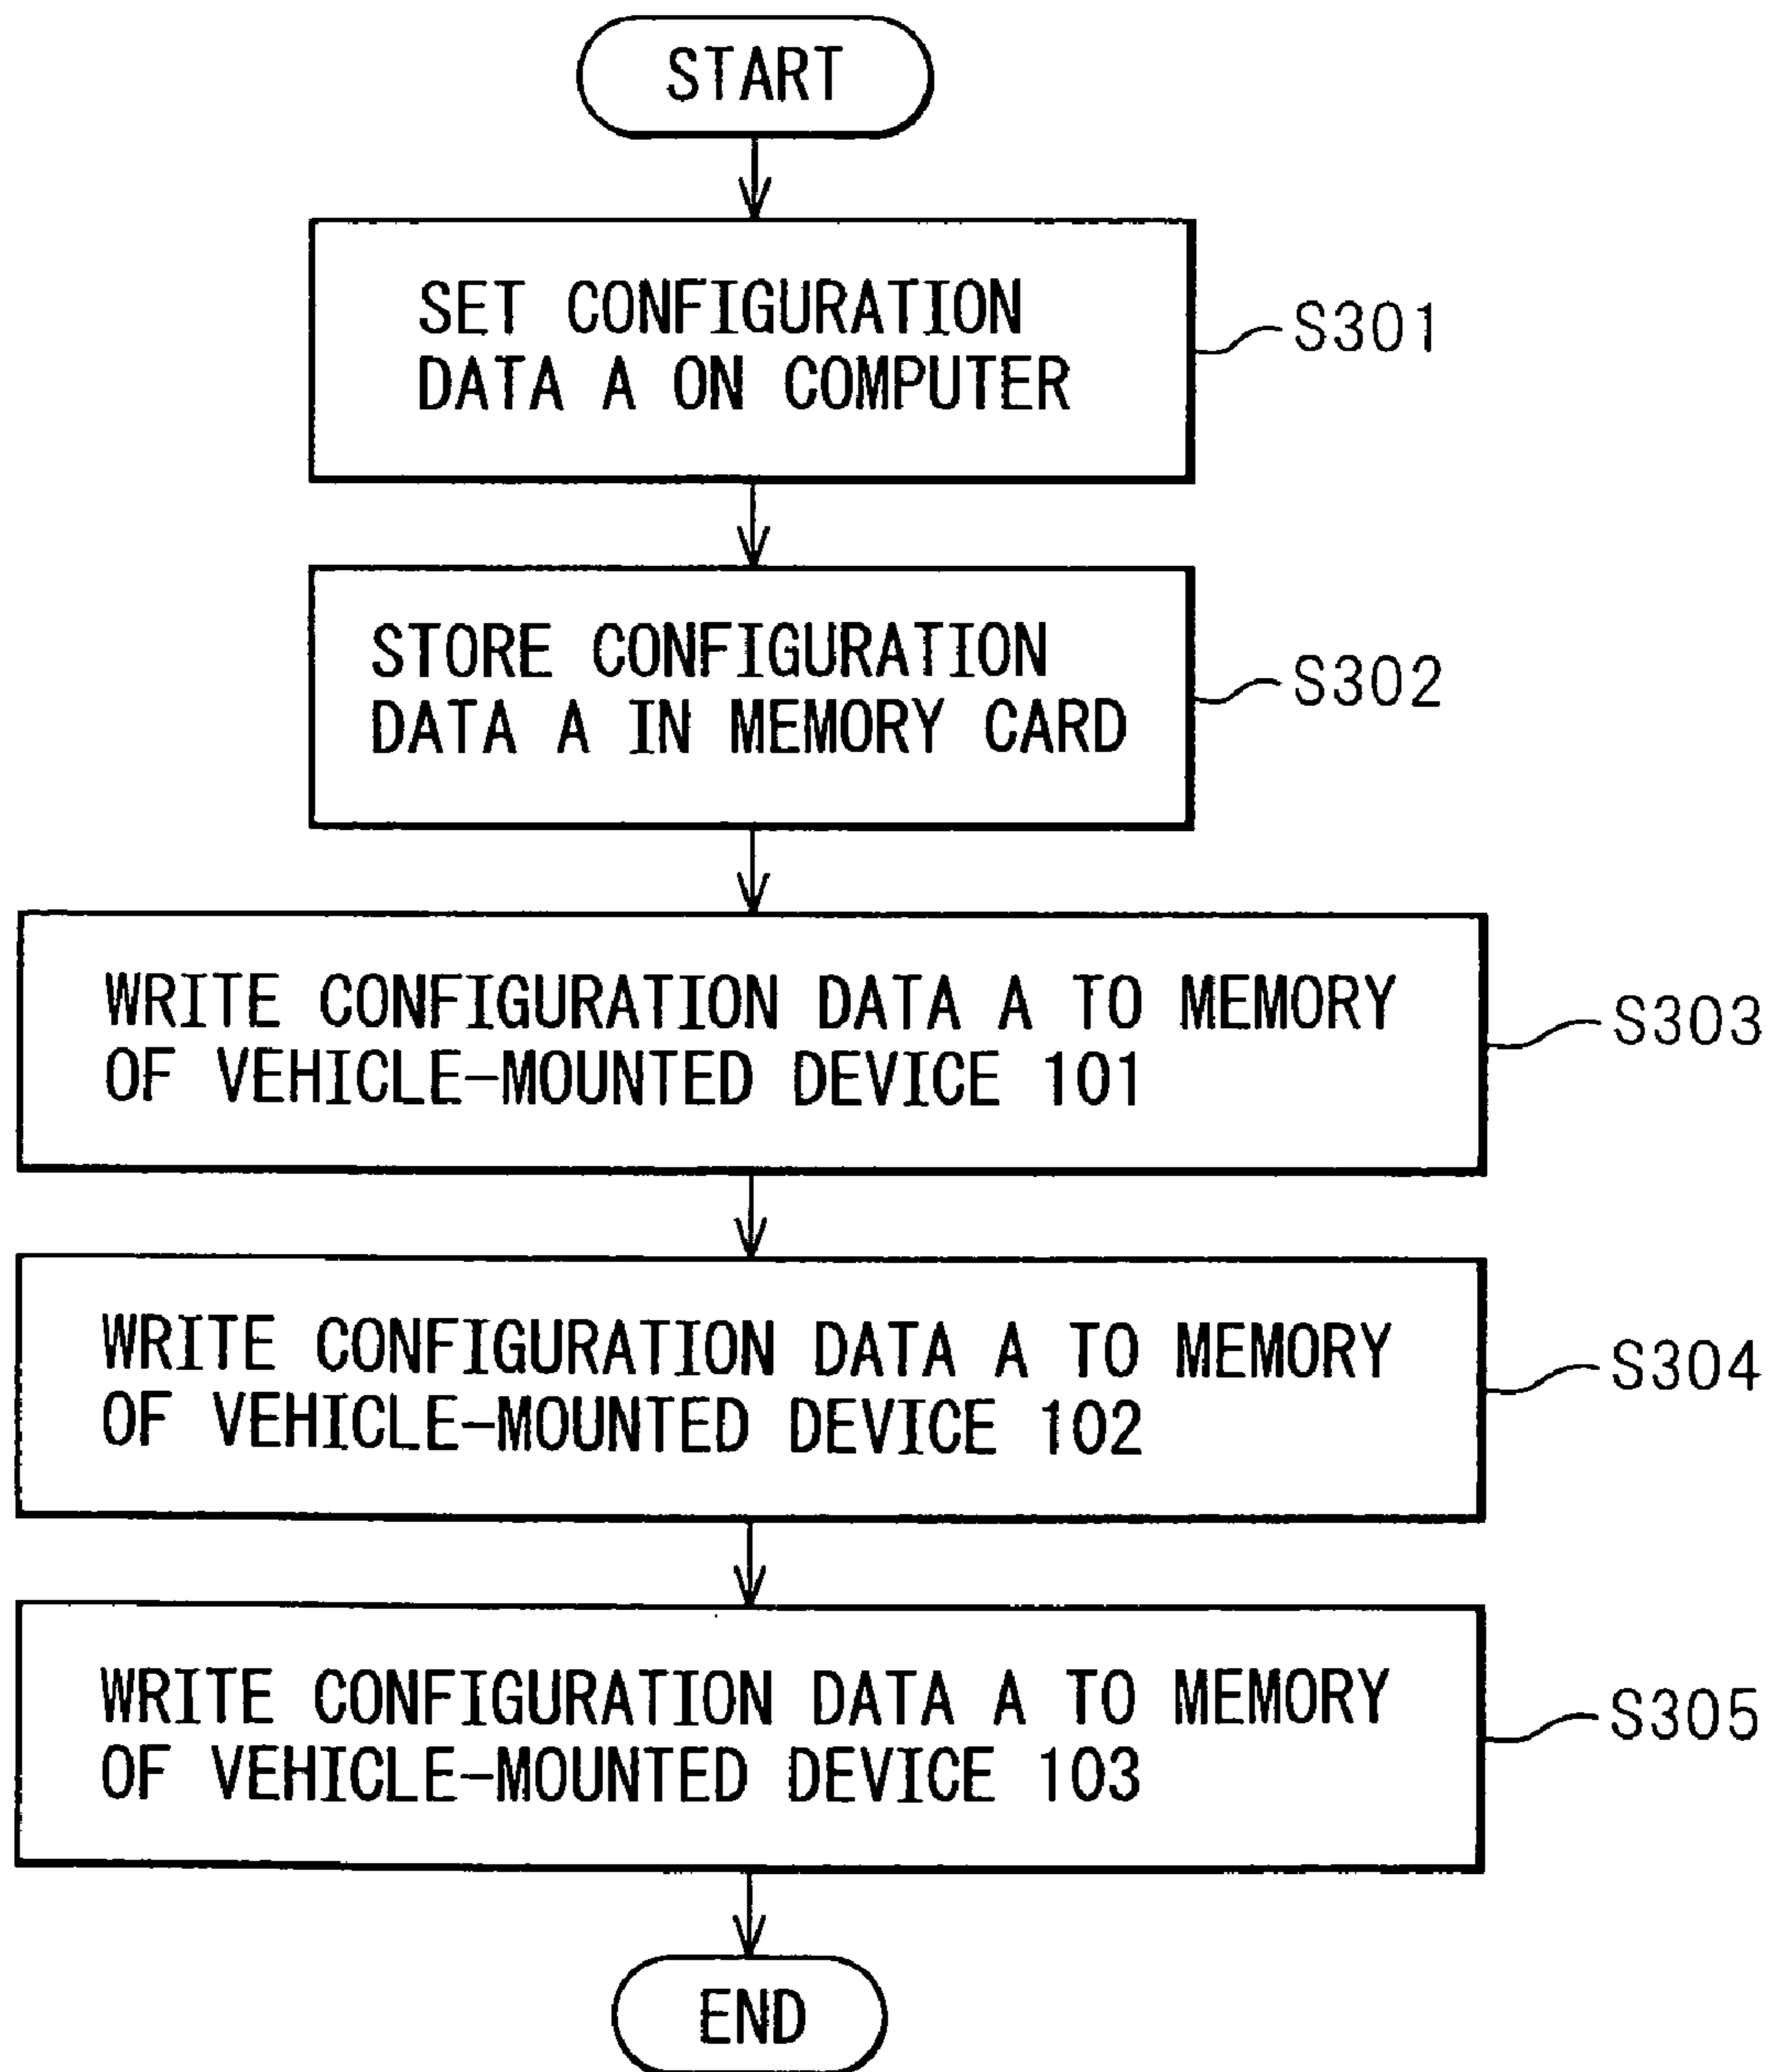 START
SET CONFIGURATION
DATA A ON COMPUTER
S301
STORE CONFIGURATION
DATA A IN MEMORY CARD
S302
WRITE CONFIGURATION DATA A TO MEMORY
OF VEHICLE-MOUNTED DEVICE 101
S303
WRITE CONFIGURATION DATA A TO MEMORY
OF VEHICLE-MOUNTED DEVICE 102
S304
WRITE CONFIGURATION DATA A TO MEMORY
OF VEHICLE-MOUNTED DEVICE 103
S305
END